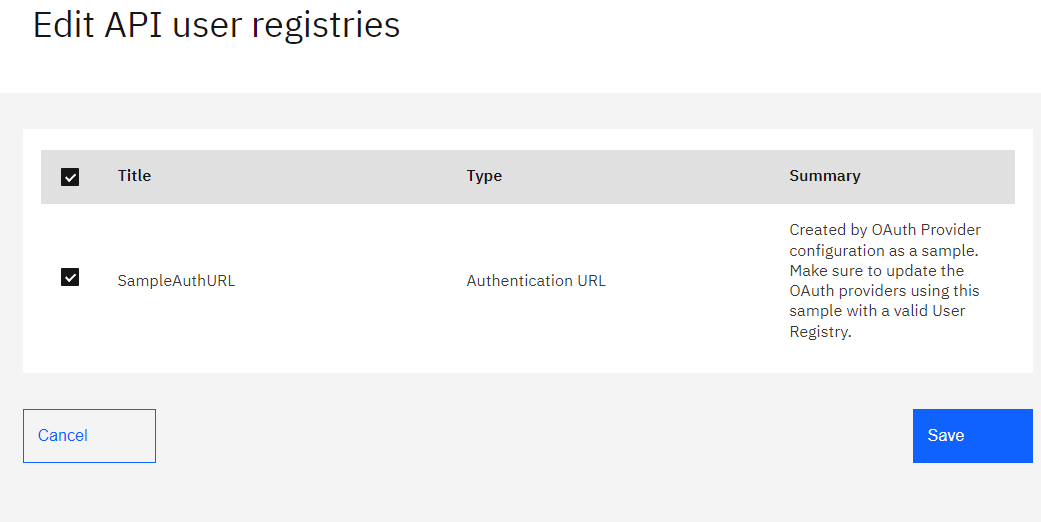 Edit API user registries
Title Type Summary
SampleAuthURL Authentication URL
Created by OAuth Provider
configuration as a sample.
Make sure to update the
OAuth providers using this
sample with a valid User
Registry.
Cancel Save